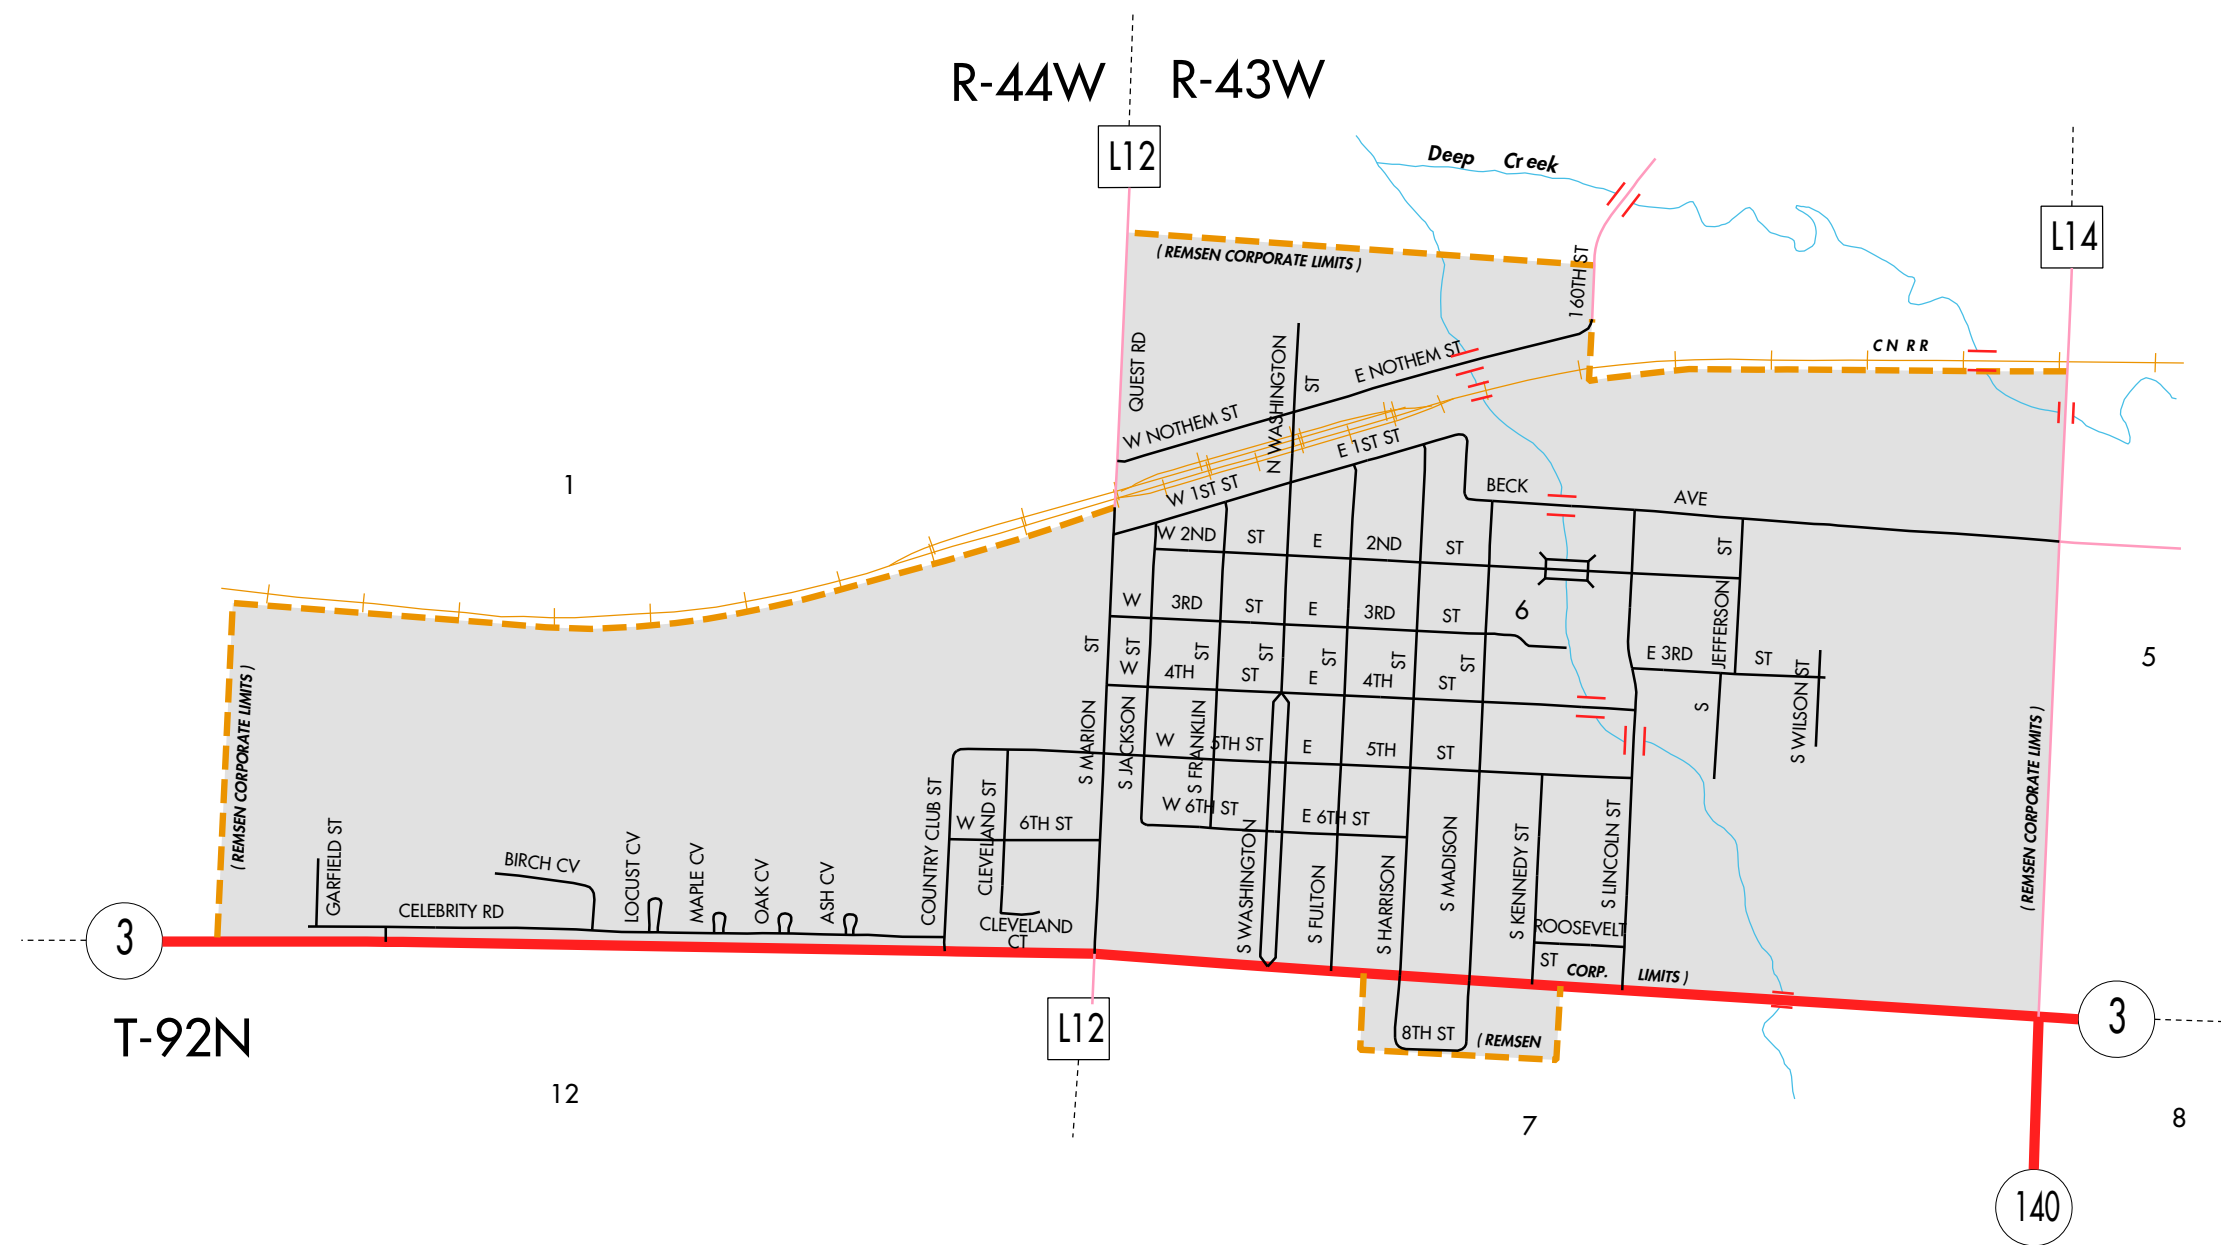 R-44W
R-43W
L12
Deep Creek
L14
( REMSEN CORPORATE LIMITS )
160TH ST
CN RR
QUEST RD
N WASHINGTON ST
E NOTHEM ST
W NOTHEM ST
E 1ST ST
W 1ST ST
1
BECK AVE
W 2ND ST E 2ND ST
W 3RD ST E 3RD ST
6
JEFFERSON ST
E 3RD ST
5
W 4TH ST E 4TH ST
S MARION ST
S JACKSON ST
S FRANKLIN ST
ST
ST
ST
ST
S
S WILSON ST
( REMSEN CORPORATE LIMITS )
( REMSEN CORPORATE LIMITS )
W 5TH ST E 5TH ST
W 6TH ST E 6TH ST
W 6TH ST
COUNTRY CLUB ST
CLEVELAND ST
CLEVELAND
CT
GARFIELD ST
BIRCH CV
LOCUST CV
MAPLE CV
OAK CV
ASH CV
CELEBRITY RD
S WASHINGTON
S FULTON
S HARRISON
S MADISON
S KENNEDY ST
S LINCOLN ST
ROOSEVELT
ST
CORP. LIMITS )
8TH ST
( REMSEN
3
3
T-92N
L12
12
7
8
140